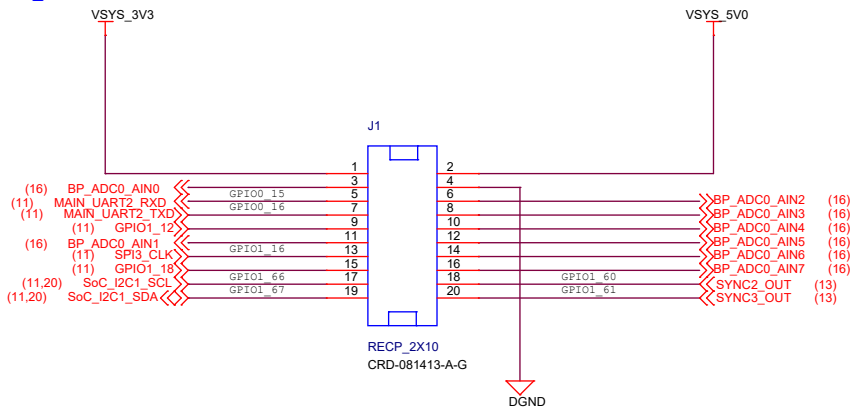 VSYS_3V3 VSYS_5V0
J1
1 2
(16) BP_ADC0_AIN0 3 4
(11) MAIN_UART2_RXD GPIO0_15 5 6 BP_ADC0_AIN2 (16)
(11) MAIN_UART2_TXD GPIO0_16 7 8 BP_ADC0_AIN3 (16)
(11) GPIO1_12 9 10 BP_ADC0_AIN4 (16)
(16) BP_ADC0_AIN1 11 12 BP_ADC0_AIN5 (16)
(11) SPI3_CLK GPIO1_16 13 14 BP_ADC0_AIN6 (16)
(11) GPIO1_18 15 16 BP_ADC0_AIN7 (16)
(11,20) SoC_I2C1_SCL GPIO1_66 17 18 GPIO1_60 SYNC2_OUT (13)
(11,20) SoC_I2C1_SDA GPIO1_67 19 20 GPIO1_61 SYNC3_OUT (13)
RECP_2X10
CRD-081413-A-G
DGND